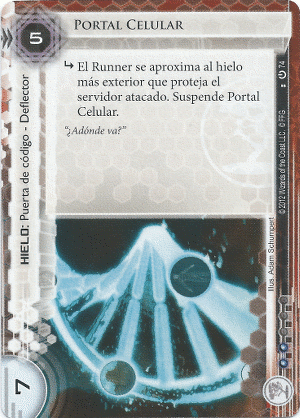 5
PORTAL CELULAR
↳ El Runner se aproxima al hielo
más exterior que proteja el
servidor atacado. Suspende Portal
Celular.
“¿Adónde va?”
HIELO: Puerta de código - Deflector
74
© 2012 Wizards of the Coast LLC. © FFG
Illus. Adam Schumpert
7